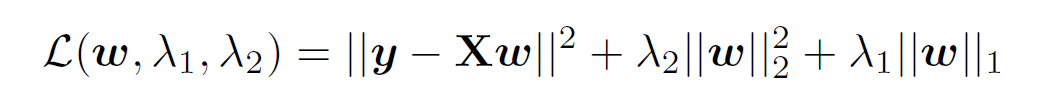 ℒ(𝒘, λ₁, λ₂) = ||𝒚 − 𝐗𝒘||² + λ₂||𝒘||₂² + λ₁||𝒘||₁